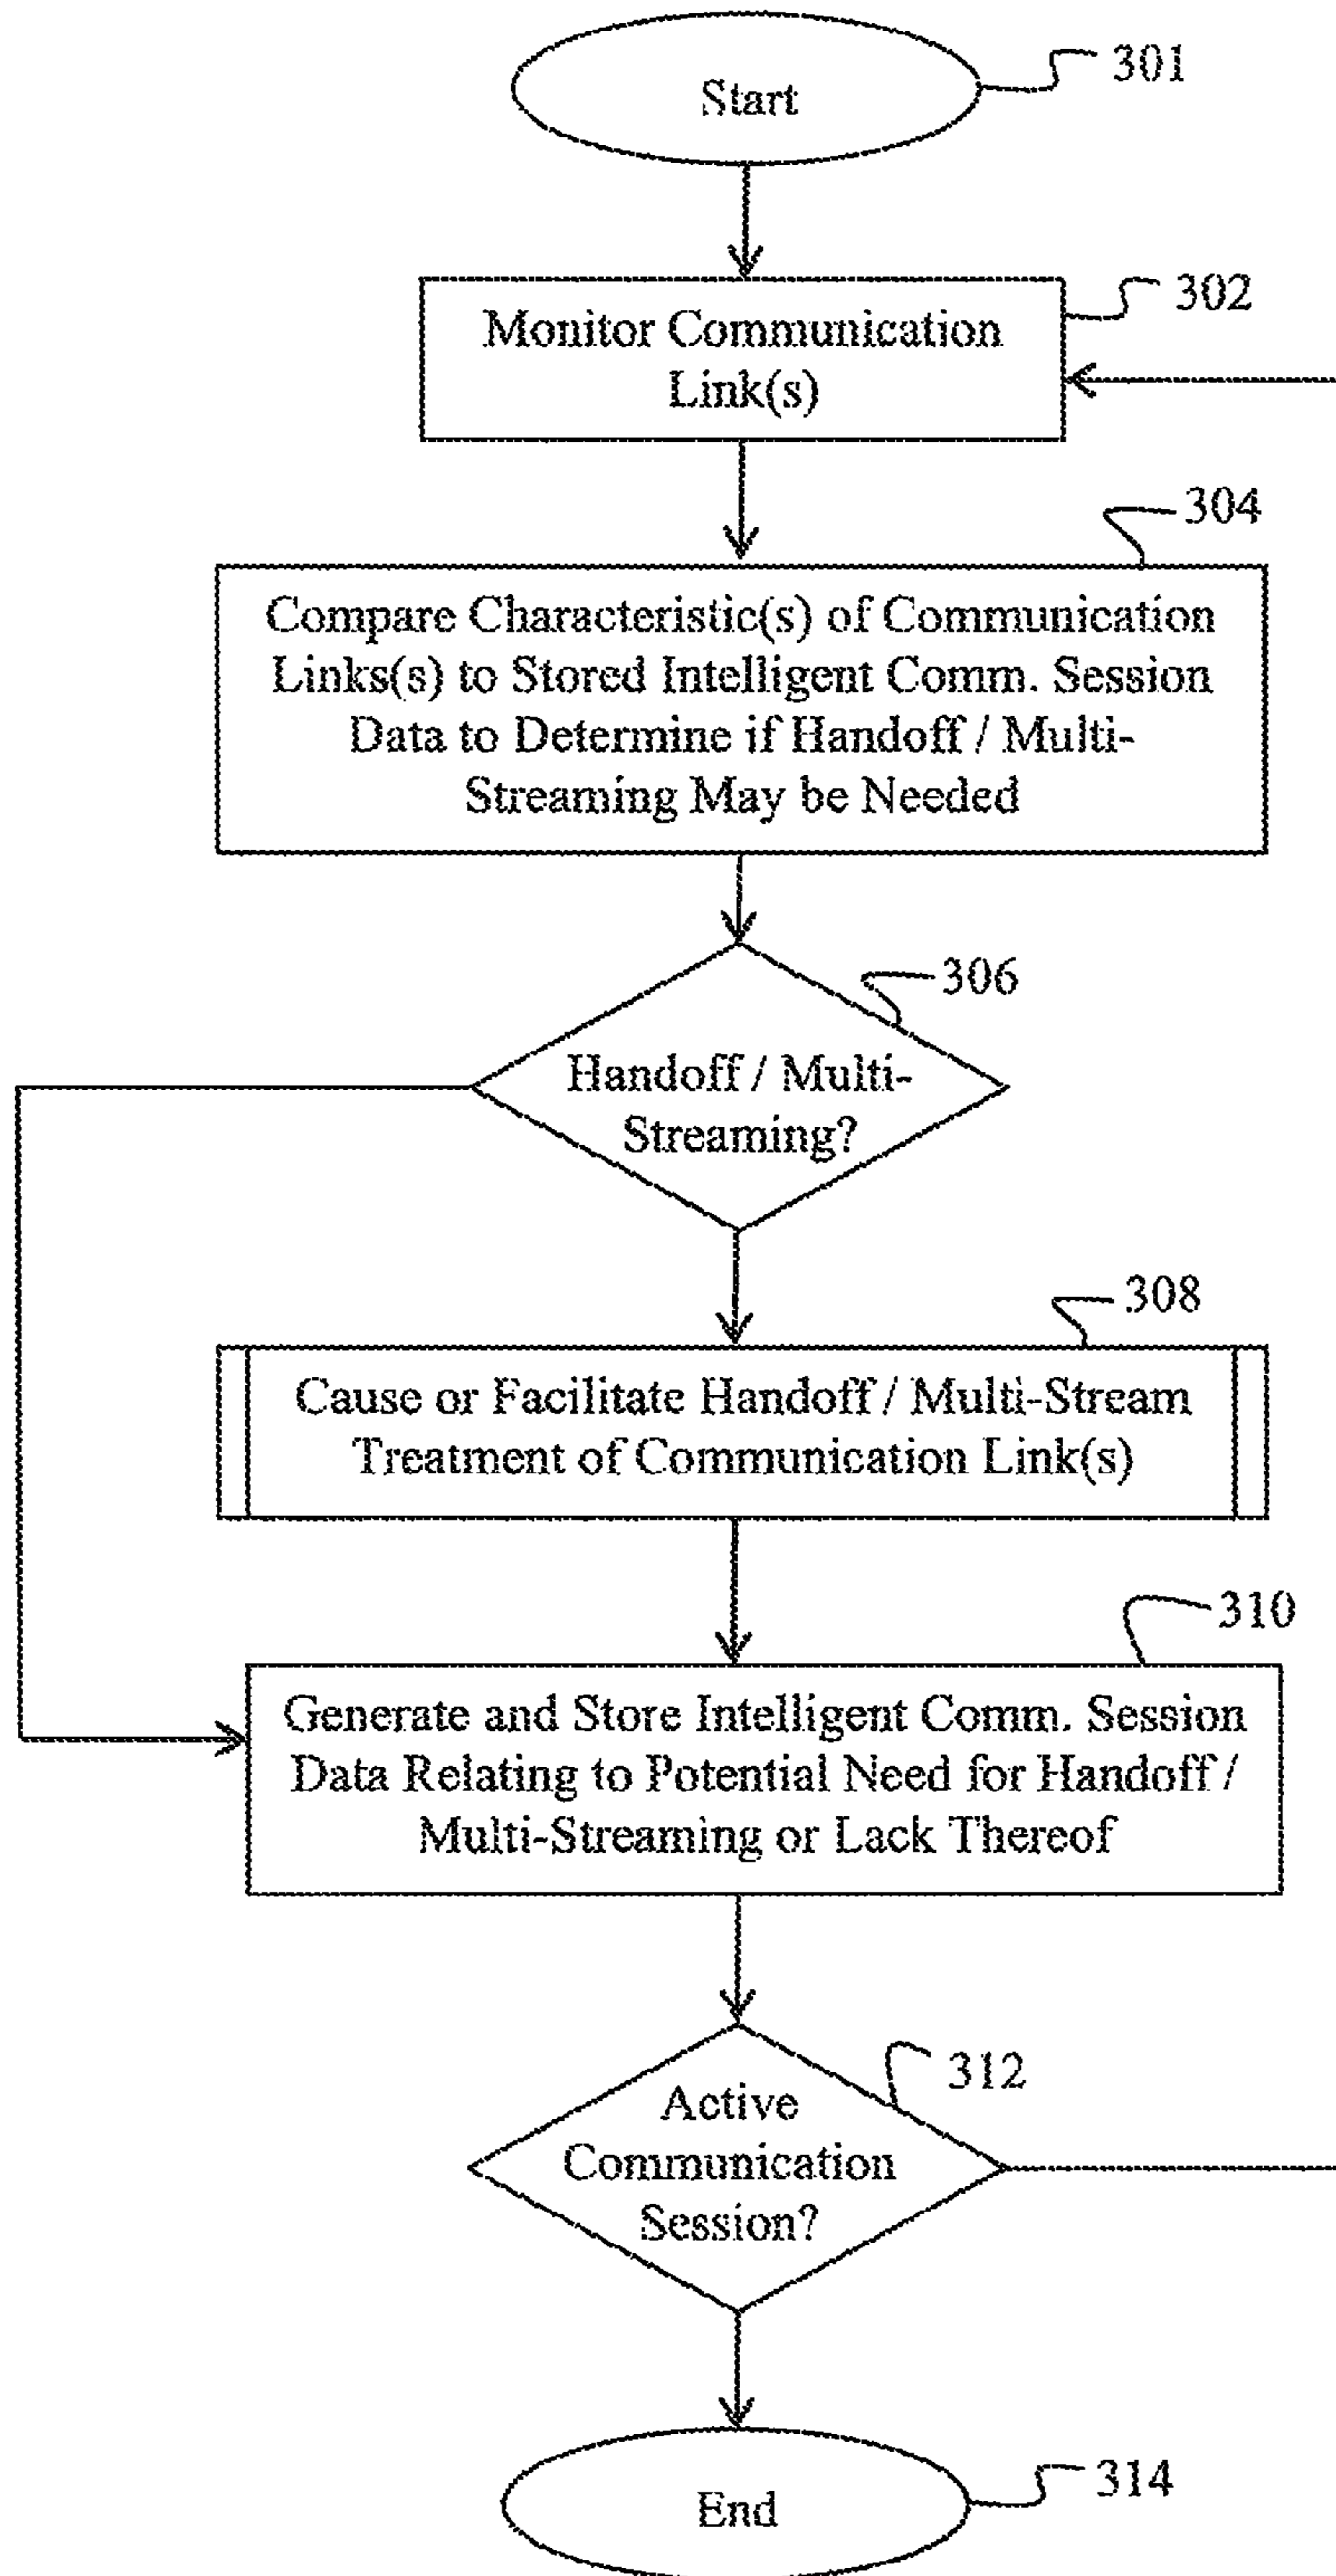 Start
301
Monitor Communication
Link(s)
302
304
Compare Characteristic(s) of Communication
Links(s) to Stored Intelligent Comm. Session
Data to Determine if Handoff / Multi-
Streaming May be Needed
306
Handoff / Multi-
Streaming?
308
Cause or Facilitate Handoff / Multi-Stream
Treatment of Communication Link(s)
310
Generate and Store Intelligent Comm. Session
Data Relating to Potential Need for Handoff /
Multi-Streaming or Lack Thereof
312
Active
Communication
Session?
End
314